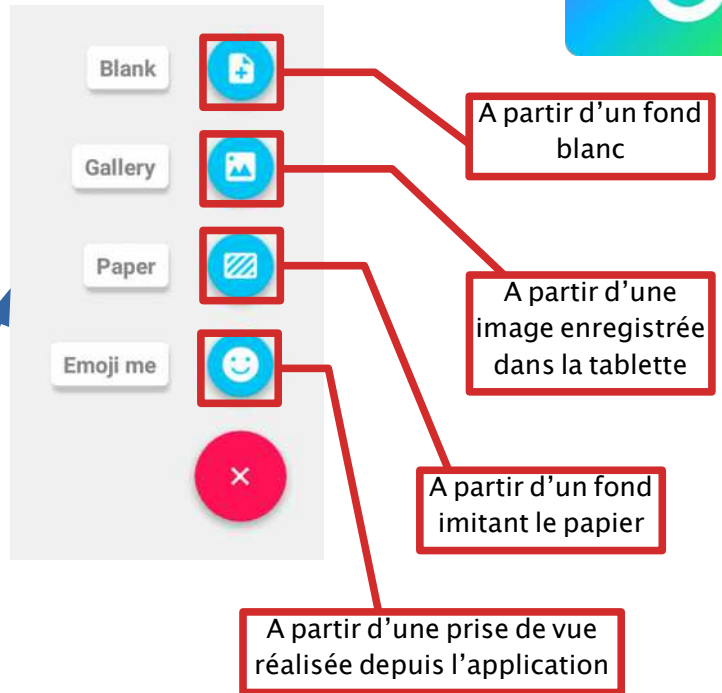 Blank
A partir d’un fond
blanc
Gallery
Paper
A partir d’une
image enregistrée
dans la tablette
Emoji me
A partir d’un fond
imitant le papier
A partir d’une prise de vue
réalisée depuis l’application